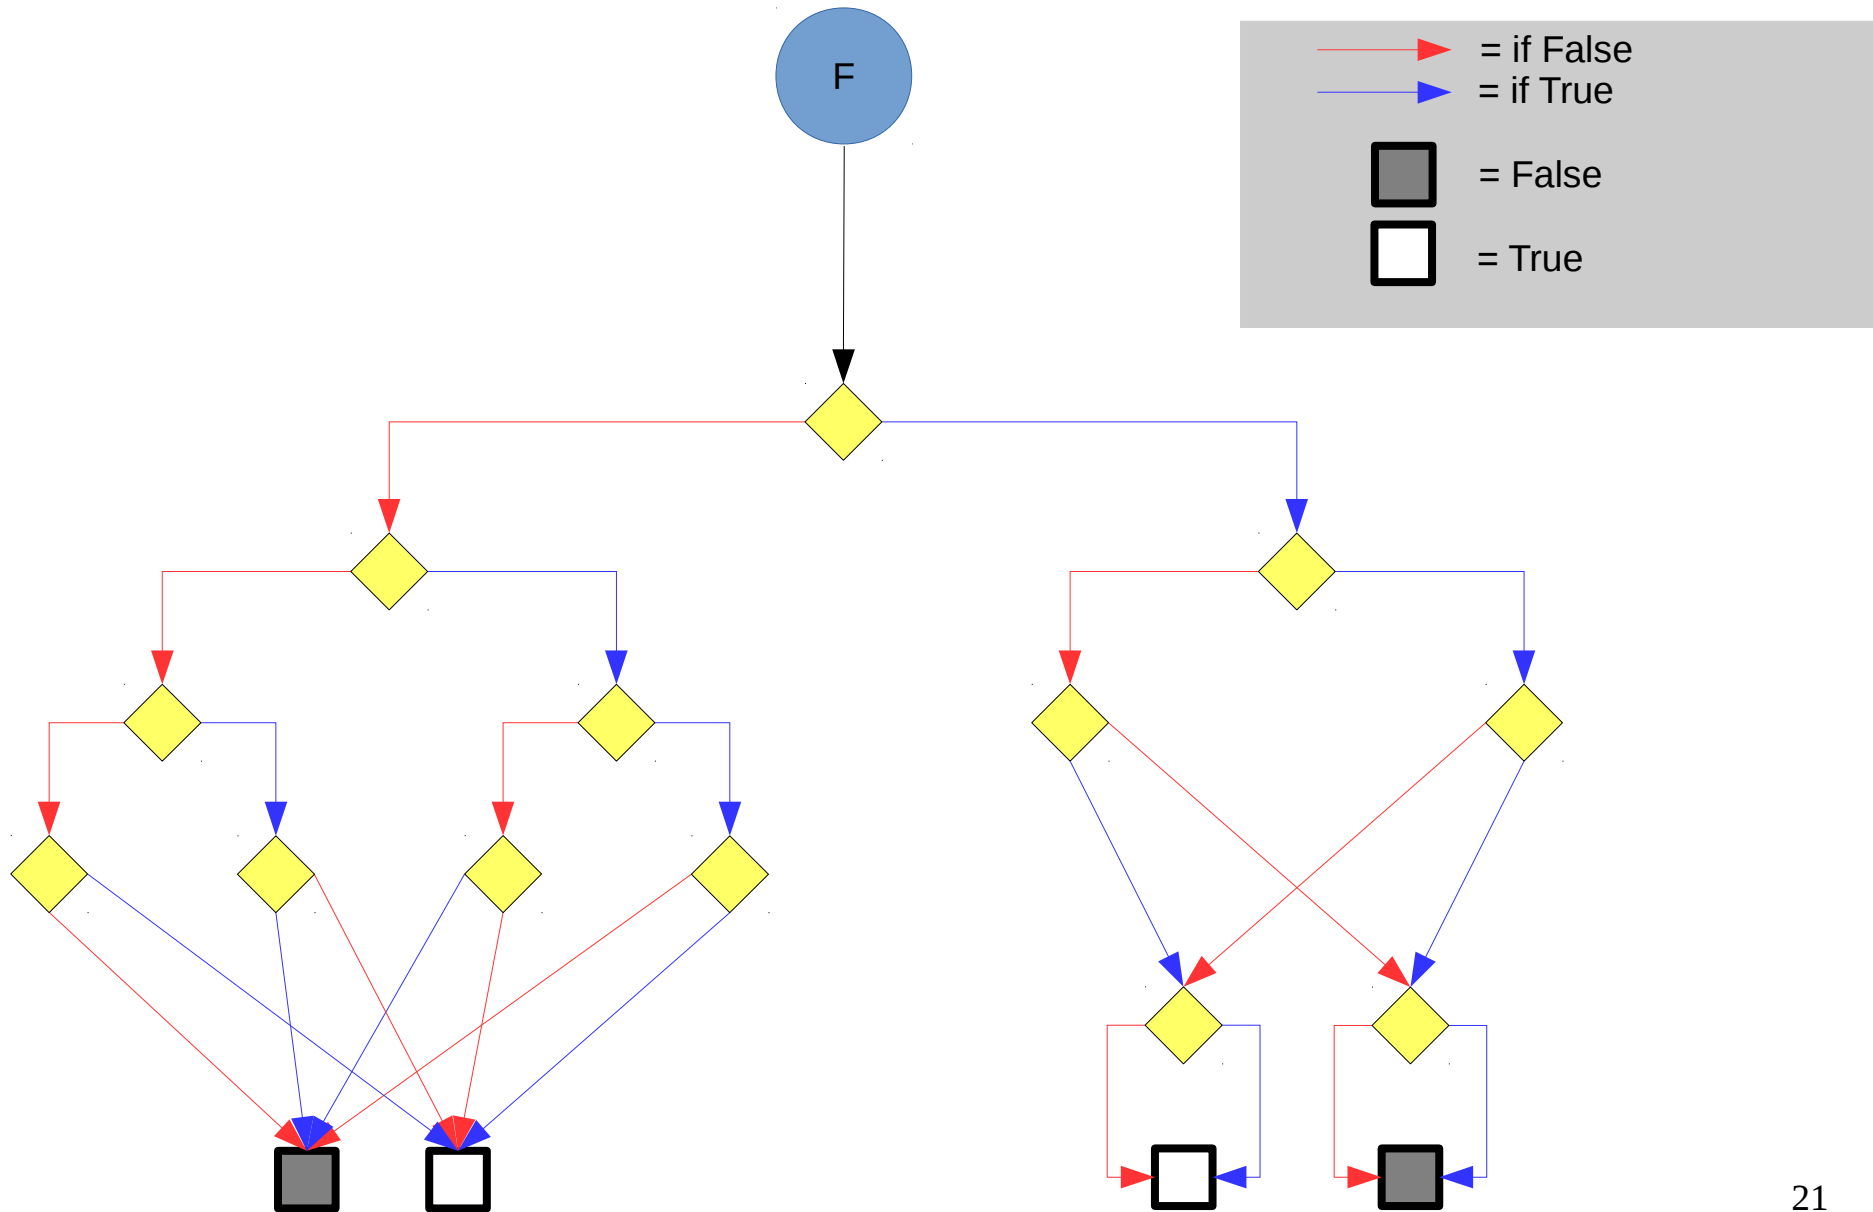 F
= if False
= if True
= False
= True
21